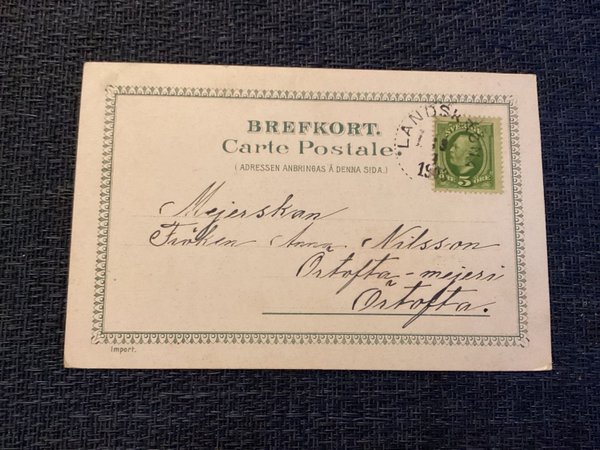 BREFKORT.
Carte Postale
(ADRESSEN ANBRINGAS Å DENNA SIDA.)
LANDSK
SVERIGE
5 ÖRE
Mejerskan
Fröken Anna Nilsson
Örtofta-mejeri
å
Örtofta.
Import.